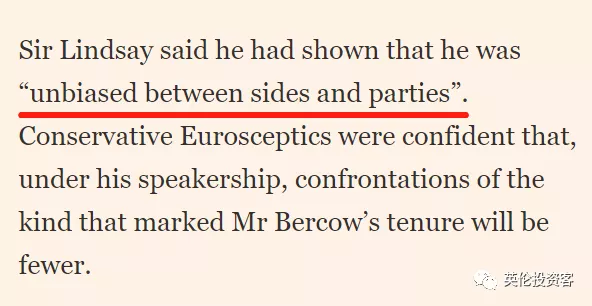 Sir Lindsay said he had shown that he was
“unbiased between sides and parties”.
Conservative Eurosceptics were confident that,
under his speakership, confrontations of the
kind that marked Mr Bercow’s tenure will be
fewer.
英伦投资客